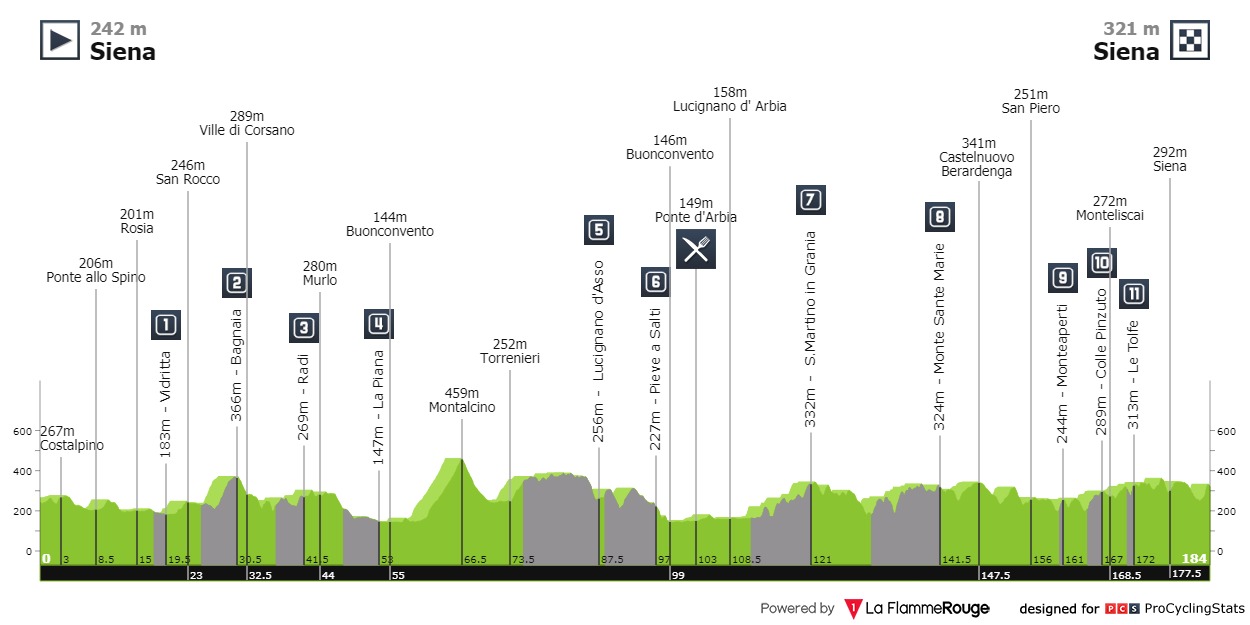 242 m
Siena
321 m
Siena
158m
Lucignano d' Arbia
251m
San Piero
289m
Ville di Corsano
146m
Buonconvento
341m
Castelnuovo
Berardenga
292m
Siena
246m
San Rocco
149m
Ponte d'Arbia
201m
Rosia
144m
Buonconvento
272m
Monteliscai
206m
Ponte allo Spino
280m
Murlo
252m
Torrenieri
459m
Montalcino
267m
Costalpino
1
183m - Vidritta
2
366m - Bagnaia
3
269m - Radi
4
147m - La Piana
5
256m - Lucignano d'Asso
6
227m - Pieve a Salti
7
332m - S.Martino in Grania
8
324m - Monte Sante Marie
9
244m - Monteaperti
10
289m - Colle Pinzuto
11
313m - Le Tolfe
600
400
200
0
600
400
200
0
0 3 8.5 15 19.5 30.5 41.5 53 66.5 73.5 87.5 97 103 108.5 121 141.5 156 161 167 172 184
23 32.5 44 55 99 147.5 168.5 177.5
Powered by La FlammeRouge designed for PCS ProCyclingStats